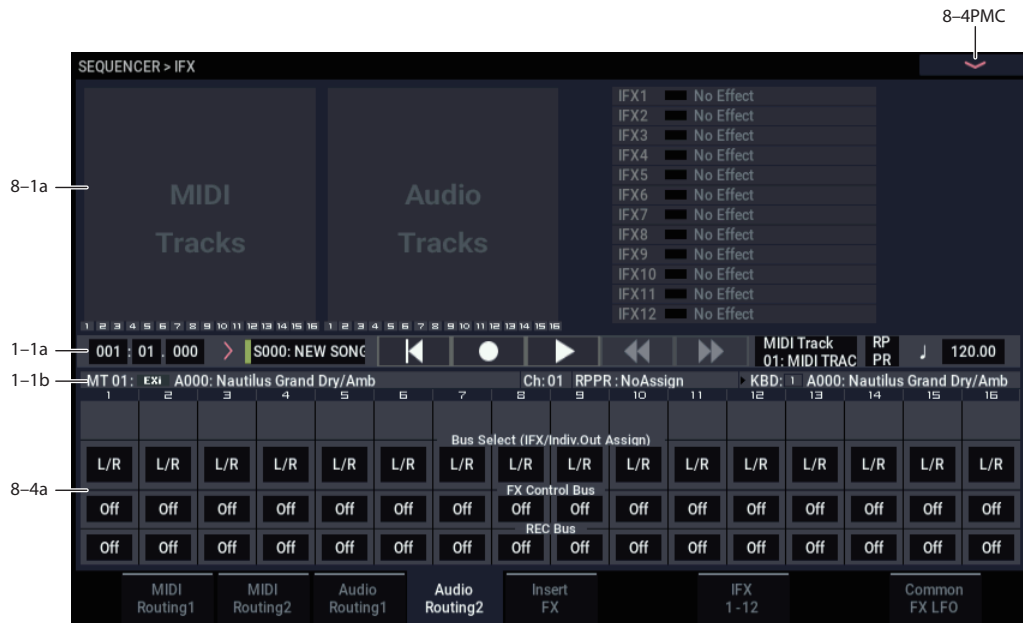 8–4PMC
SEQUENCER > IFX
8–1a
MIDI
Tracks
Audio
Tracks
IFX1 No Effect
IFX2 No Effect
IFX3 No Effect
IFX4 No Effect
IFX5 No Effect
IFX6 No Effect
IFX7 No Effect
IFX8 No Effect
IFX9 No Effect
IFX10 No Effect
IFX11 No Effect
IFX12 No Effect
1 2 3 4 5 6 7 8 9 10 11 12 13 14 15 16 1 2 3 4 5 6 7 8 9 10 11 12 13 14 15 16
1–1a
001 : 01 . 000
S000: NEW SONG
MIDI Track
01: MIDI TRAC
RP
PR
♩ 120.00
1–1b
MT 01: EXi A000: Nautilus Grand Dry/Amb Ch:01 RPPR : NoAssign KBD: 1 A000: Nautilus Grand Dry/Amb
1 2 3 4 5 6 7 8 9 10 11 12 13 14 15 16
Bus Select (IFX/Indiv.Out Assign)
L/R L/R L/R L/R L/R L/R L/R L/R L/R L/R L/R L/R L/R L/R L/R L/R
8–4a
FX Control Bus
Off Off Off Off Off Off Off Off Off Off Off Off Off Off Off Off
REC Bus
Off Off Off Off Off Off Off Off Off Off Off Off Off Off Off Off
MIDI
Routing1
MIDI
Routing2
Audio
Routing1
Audio
Routing2
Insert
FX
IFX
1 -12
Common
FX LFO